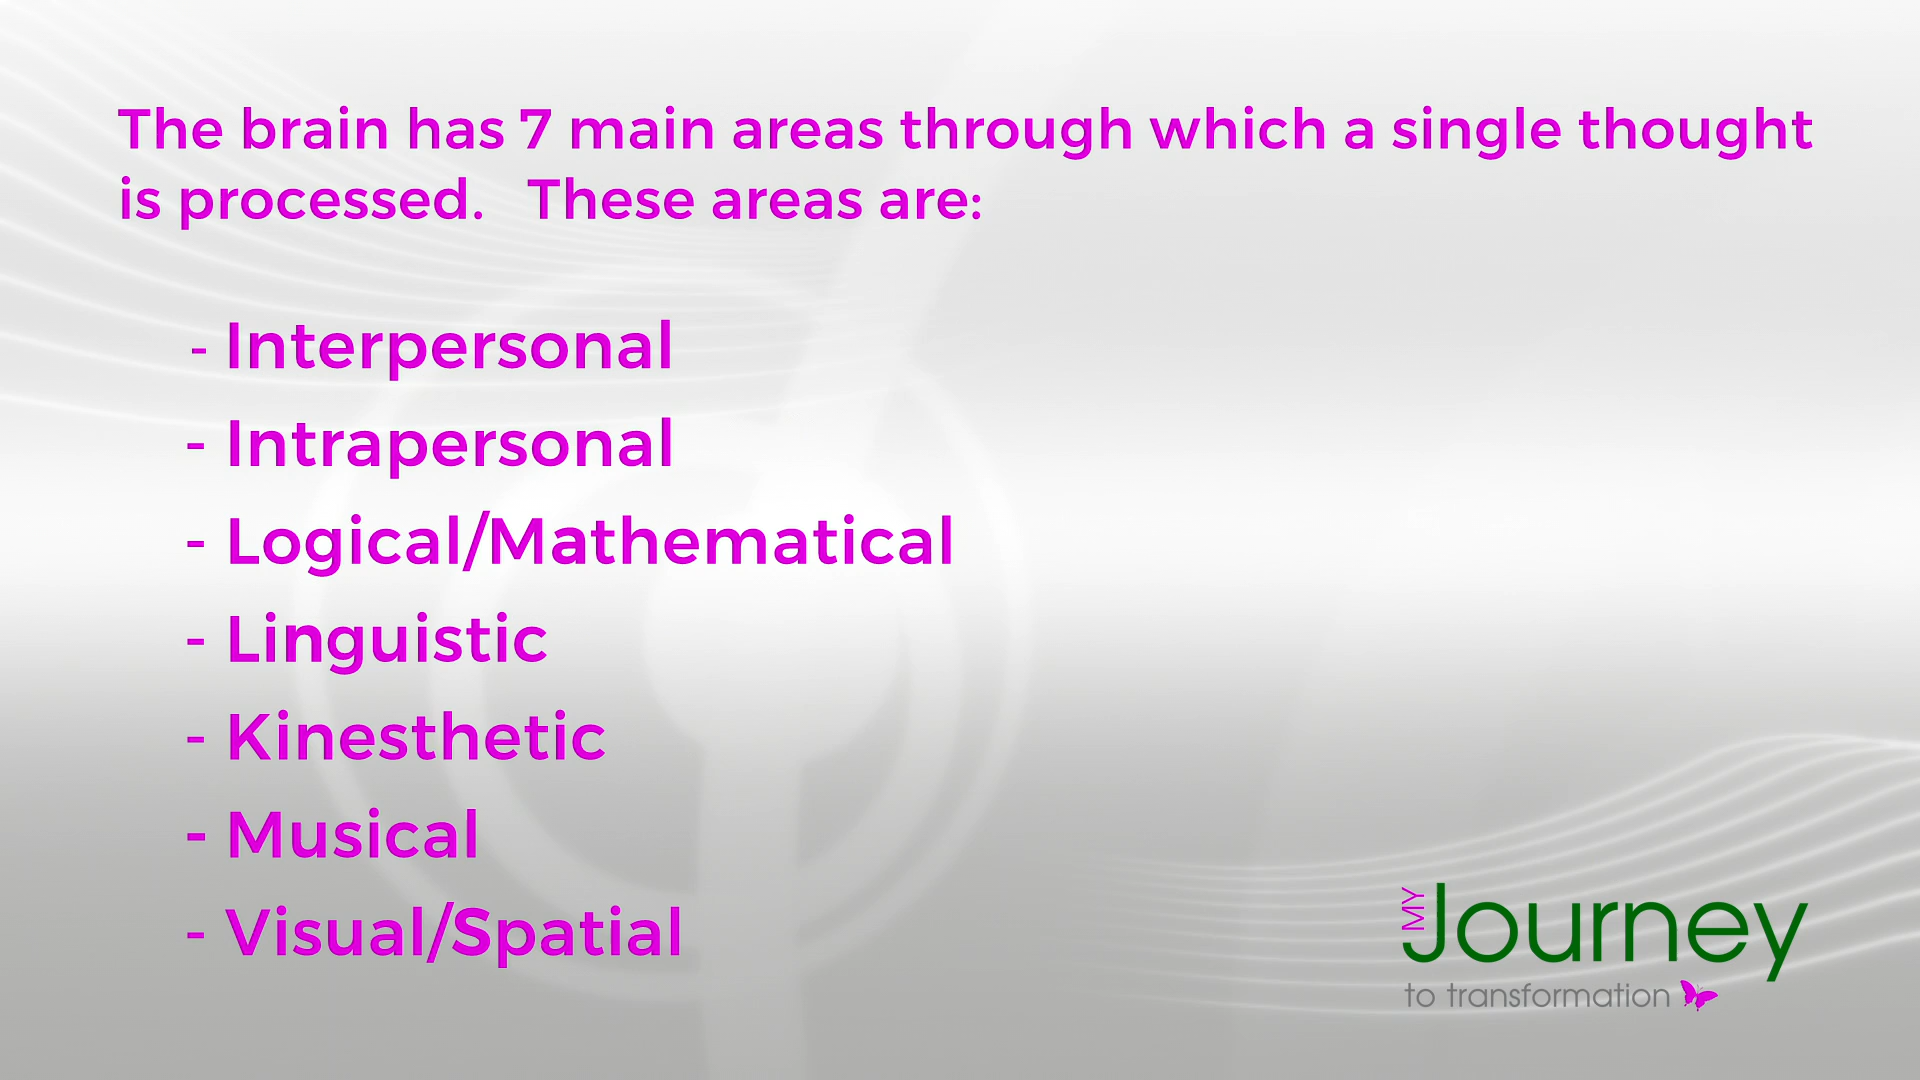 The brain has 7 main areas through which a single thought
is processed.   These areas are:
- Interpersonal
- Intrapersonal
- Logical/Mathematical
- Linguistic
- Kinesthetic
- Musical
- Visual/Spatial
MY Journey
to transformation